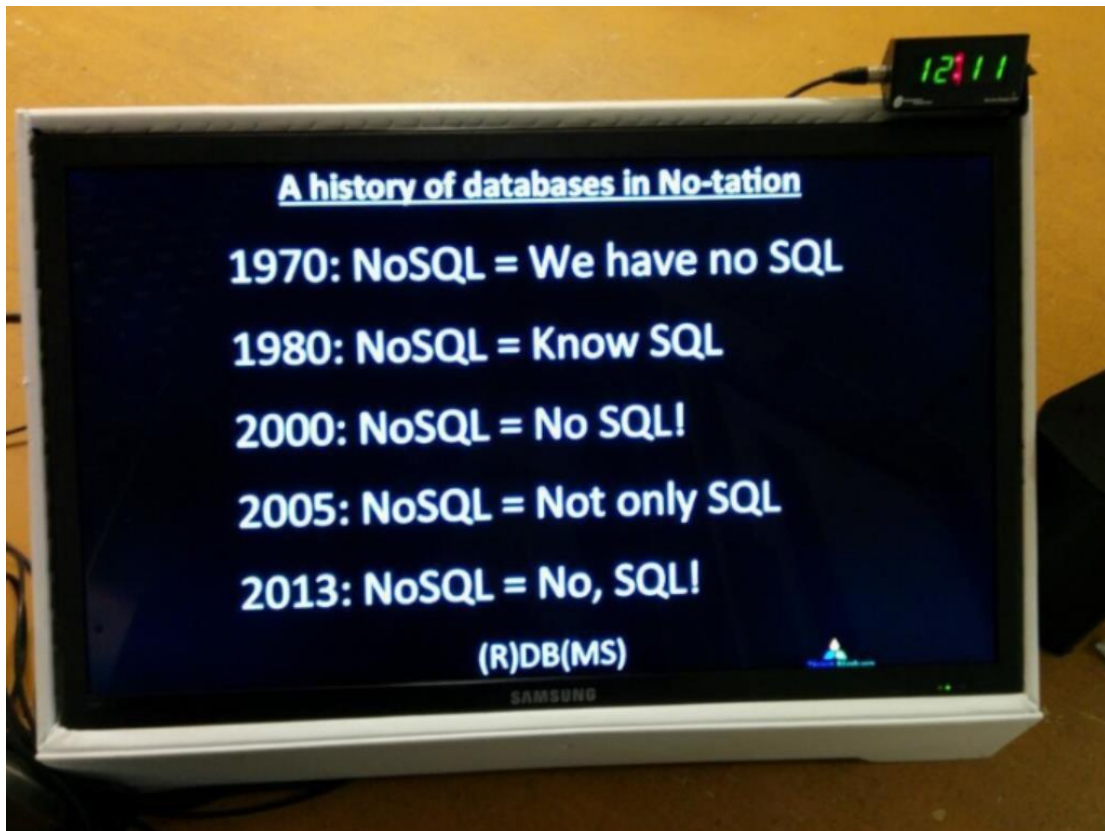 12:11
A history of databases in No-tation
1970: NoSQL = We have no SQL
1980: NoSQL = Know SQL
2000: NoSQL = No SQL!
2005: NoSQL = Not only SQL
2013: NoSQL = No, SQL!
(R)DB(MS)
SAMSUNG